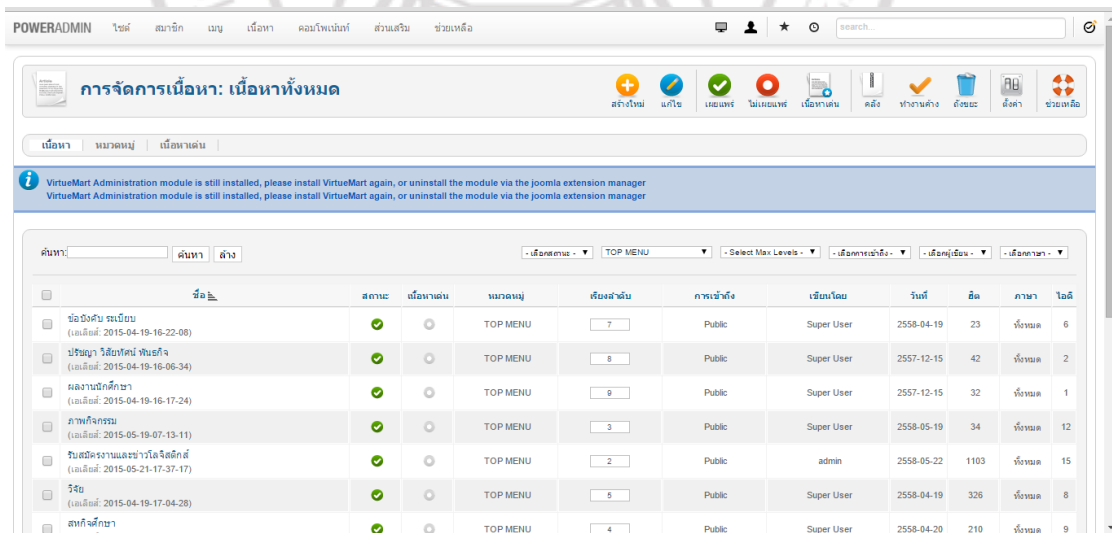 POWERADMIN ไซต์ สมาชิก เมนู เนื้อหา คอมโพเน้นท์ ส่วนเสริม ช่วยเหลือ search...
การจัดการเนื้อหา: เนื้อหาทั้งหมด
สร้างใหม่ แก้ไข เผยแพร่ ไม่เผยแพร่ เนื้อหาเด่น คลัง ทำงานค้าง ถังขยะ ตั้งค่า ช่วยเหลือ
เนื้อหา หมวดหมู่ เนื้อหาเด่น
VirtueMart Administration module is still installed, please install VirtueMart again, or uninstall the module via the joomla extension manager
VirtueMart Administration module is still installed, please install VirtueMart again, or uninstall the module via the joomla extension manager
ค้นหา: ค้นหา ล้าง - เลือกสถานะ - TOP MENU - Select Max Levels - - เลือกการเข้าถึง - - เลือกผู้เขียน - - เลือกภาษา -
ชื่อ สถานะ เนื้อหาเด่น หมวดหมู่ เรียงลำดับ การเข้าถึง เขียนโดย วันที่ ฮิต ภาษา ไอดี
ข้อบังคับ ระเบียบ TOP MENU 7 Public Super User 2558-04-19 23 ทั้งหมด 6
(เอเลียส์: 2015-04-19-16-22-08)
ปรัชญา วิสัยทัศน์ พันธกิจ TOP MENU 8 Public Super User 2557-12-15 42 ทั้งหมด 2
(เอเลียส์: 2015-04-19-16-06-34)
ผลงานนักศึกษา TOP MENU 9 Public Super User 2557-12-15 32 ทั้งหมด 1
(เอเลียส์: 2015-04-19-16-17-24)
ภาพกิจกรรม TOP MENU 3 Public Super User 2558-05-19 34 ทั้งหมด 12
(เอเลียส์: 2015-05-19-07-13-11)
รับสมัครงานและข่าวโลจิสติกส์ TOP MENU 2 Public admin 2558-05-22 1103 ทั้งหมด 15
(เอเลียส์: 2015-05-21-17-37-17)
วิจัย TOP MENU 5 Public Super User 2558-04-19 326 ทั้งหมด 8
(เอเลียส์: 2015-04-19-17-04-28)
สหกิจศึกษา TOP MENU 4 Public Super User 2558-04-20 210 ทั้งหมด 9